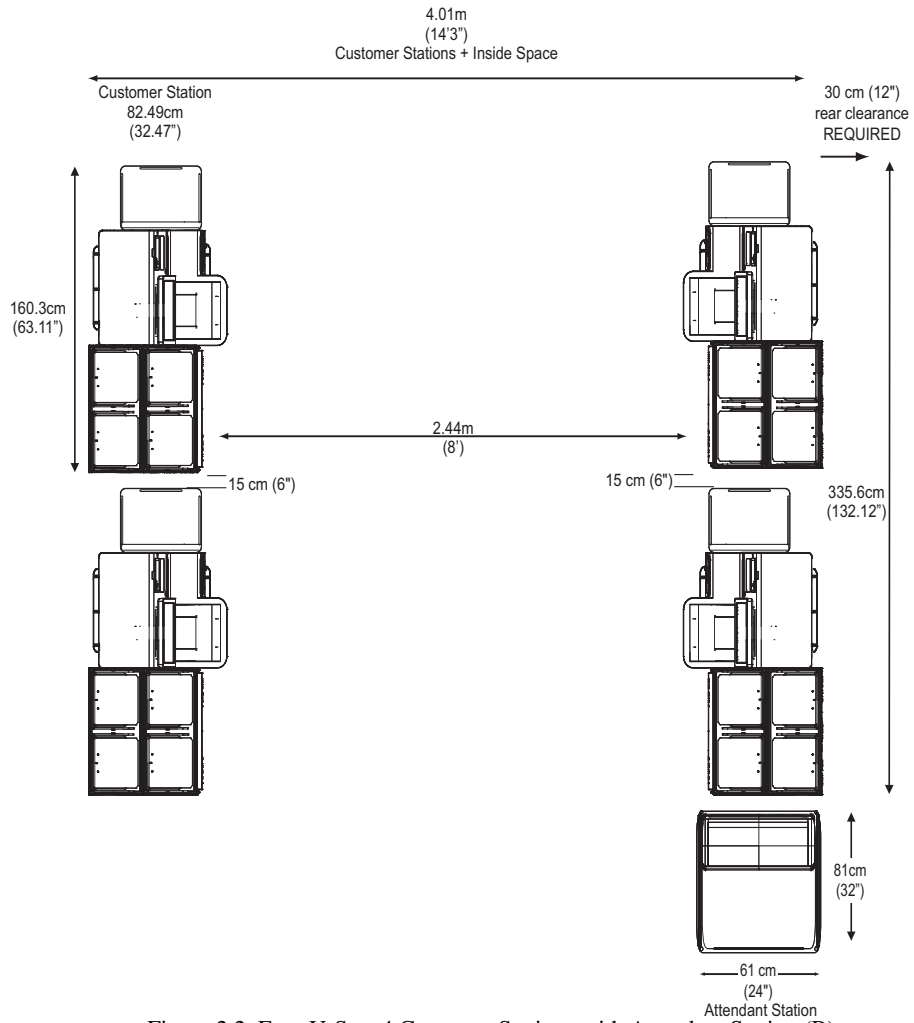 4.01m
(14'3")
Customer Stations + Inside Space
Customer Station
82.49cm
(32.47”)
30 cm (12")
rear clearance
REQUIRED
160.3cm
(63.11”)
2.44m
(8’)
15 cm (6")
15 cm (6")
335.6cm
(132.12”)
81cm
(32”)
61 cm
(24")
Attendant Station